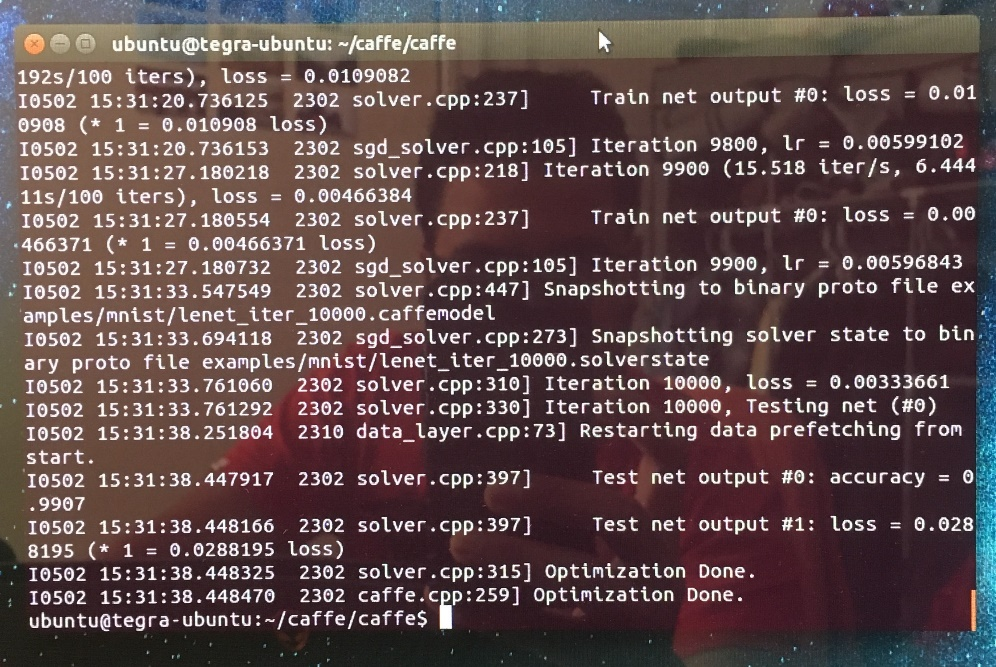 ubuntu@tegra-ubuntu: ~/caffe/caffe
192s/100 iters), loss = 0.0109082
I0502 15:31:20.736125  2302 solver.cpp:237]     Train net output #0: loss = 0.01
0908 (* 1 = 0.010908 loss)
I0502 15:31:20.736153  2302 sgd_solver.cpp:105] Iteration 9800, lr = 0.00599102
I0502 15:31:27.180218  2302 solver.cpp:218] Iteration 9900 (15.518 iter/s, 6.444
11s/100 iters), loss = 0.00466384
I0502 15:31:27.180554  2302 solver.cpp:237]     Train net output #0: loss = 0.00
466371 (* 1 = 0.00466371 loss)
I0502 15:31:27.180732  2302 sgd_solver.cpp:105] Iteration 9900, lr = 0.00596843
I0502 15:31:33.547549  2302 solver.cpp:447] Snapshotting to binary proto file ex
amples/mnist/lenet_iter_10000.caffemodel
I0502 15:31:33.694118  2302 sgd_solver.cpp:273] Snapshotting solver state to bin
ary proto file examples/mnist/lenet_iter_10000.solverstate
I0502 15:31:33.761060  2302 solver.cpp:310] Iteration 10000, loss = 0.00333661
I0502 15:31:33.761292  2302 solver.cpp:330] Iteration 10000, Testing net (#0)
I0502 15:31:38.251804  2310 data_layer.cpp:73] Restarting data prefetching from
start.
I0502 15:31:38.447917  2302 solver.cpp:397]     Test net output #0: accuracy = 0
.9907
I0502 15:31:38.448166  2302 solver.cpp:397]     Test net output #1: loss = 0.028
8195 (* 1 = 0.0288195 loss)
I0502 15:31:38.448325  2302 solver.cpp:315] Optimization Done.
I0502 15:31:38.448470  2302 caffe.cpp:259] Optimization Done.
ubuntu@tegra-ubuntu:~/caffe/caffe$